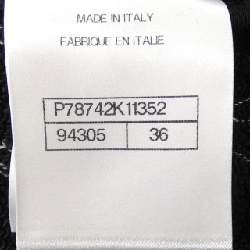 MADE IN ITALY
FABRIQUE EN ITALIE
P78742K11352
94305 36